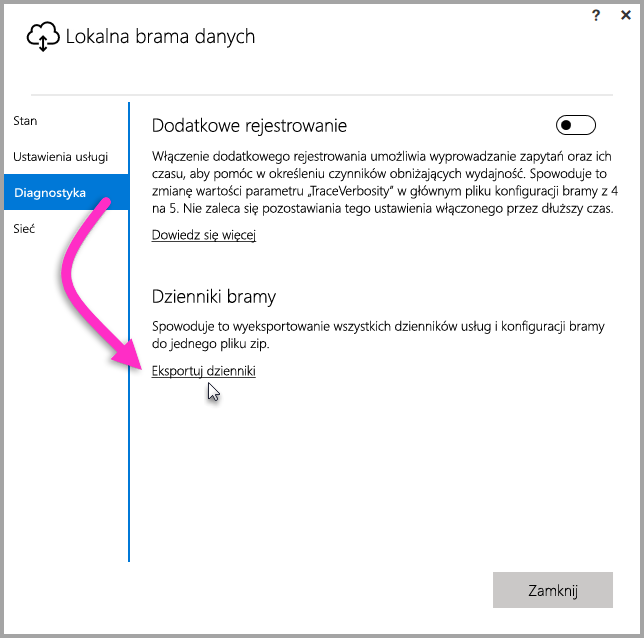 ? ×
Lokalna brama danych
Stan
Ustawienia usługi
Diagnostyka
Sieć
Dodatkowe rejestrowanie
Włączenie dodatkowego rejestrowania umożliwia wyprowadzanie zapytań oraz ich
czasu, aby pomóc w określeniu czynników obniżających wydajność. Spowoduje to
zmianę wartości parametru „TraceVerbosity” w głównym pliku konfiguracji bramy z 4
na 5. Nie zaleca się pozostawiania tego ustawienia włączonego przez dłuższy czas.
Dowiedz się więcej
Dzienniki bramy
Spowoduje to wyeksportowanie wszystkich dzienników usług i konfiguracji bramy
do jednego pliku zip.
Eksportuj dzienniki
Zamknij